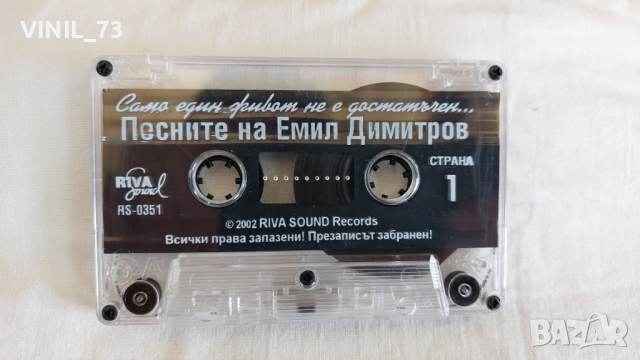 VINIL_73
Само един живот не е достатъчен...
Песните на Емил Димитров
RIVA
Sound
RS-0351
СТРАНА
1
© 2002 RIVA SOUND Records
Всички права запазени! Презаписът забранен!
BAZAR